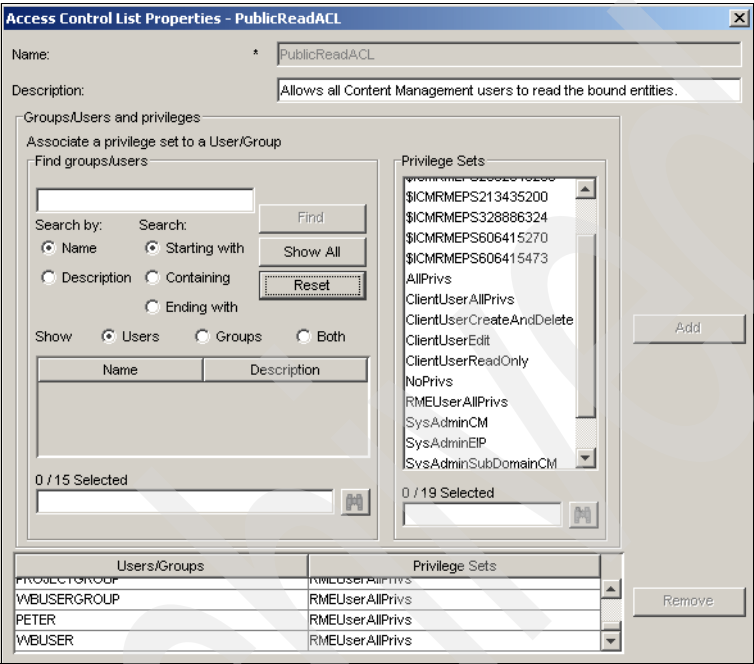 Access Control List Properties - PublicReadACL
Name: * PublicReadACL
Description: Allows all Content Management users to read the bound entities.
Groups/Users and privileges
Associate a privilege set to a User/Group
Find groups/users
Find
Search by: Search:
Name Starting with Show All
Description Containing Reset
Ending with
Show Users Groups Both
Name Description
0 / 15 Selected
Privilege Sets
$ICMRMEPS213435200
$ICMRMEPS328886324
$ICMRMEPS606415270
$ICMRMEPS606415473
AllPrivs
ClientUserAllPrivs
ClientUserCreateAndDelete
ClientUserEdit
ClientUserReadOnly
NoPrivs
RMEUserAllPrivs
SysAdminCM
SysAdminEIP
SysAdminSubDomainCM
0 / 19 Selected
Add
Users/Groups Privilege Sets
PROJECTGROUP RMEUserAllPrivs
WBUSERGROUP RMEUserAllPrivs
PETER RMEUserAllPrivs
WBUSER RMEUserAllPrivs
Remove